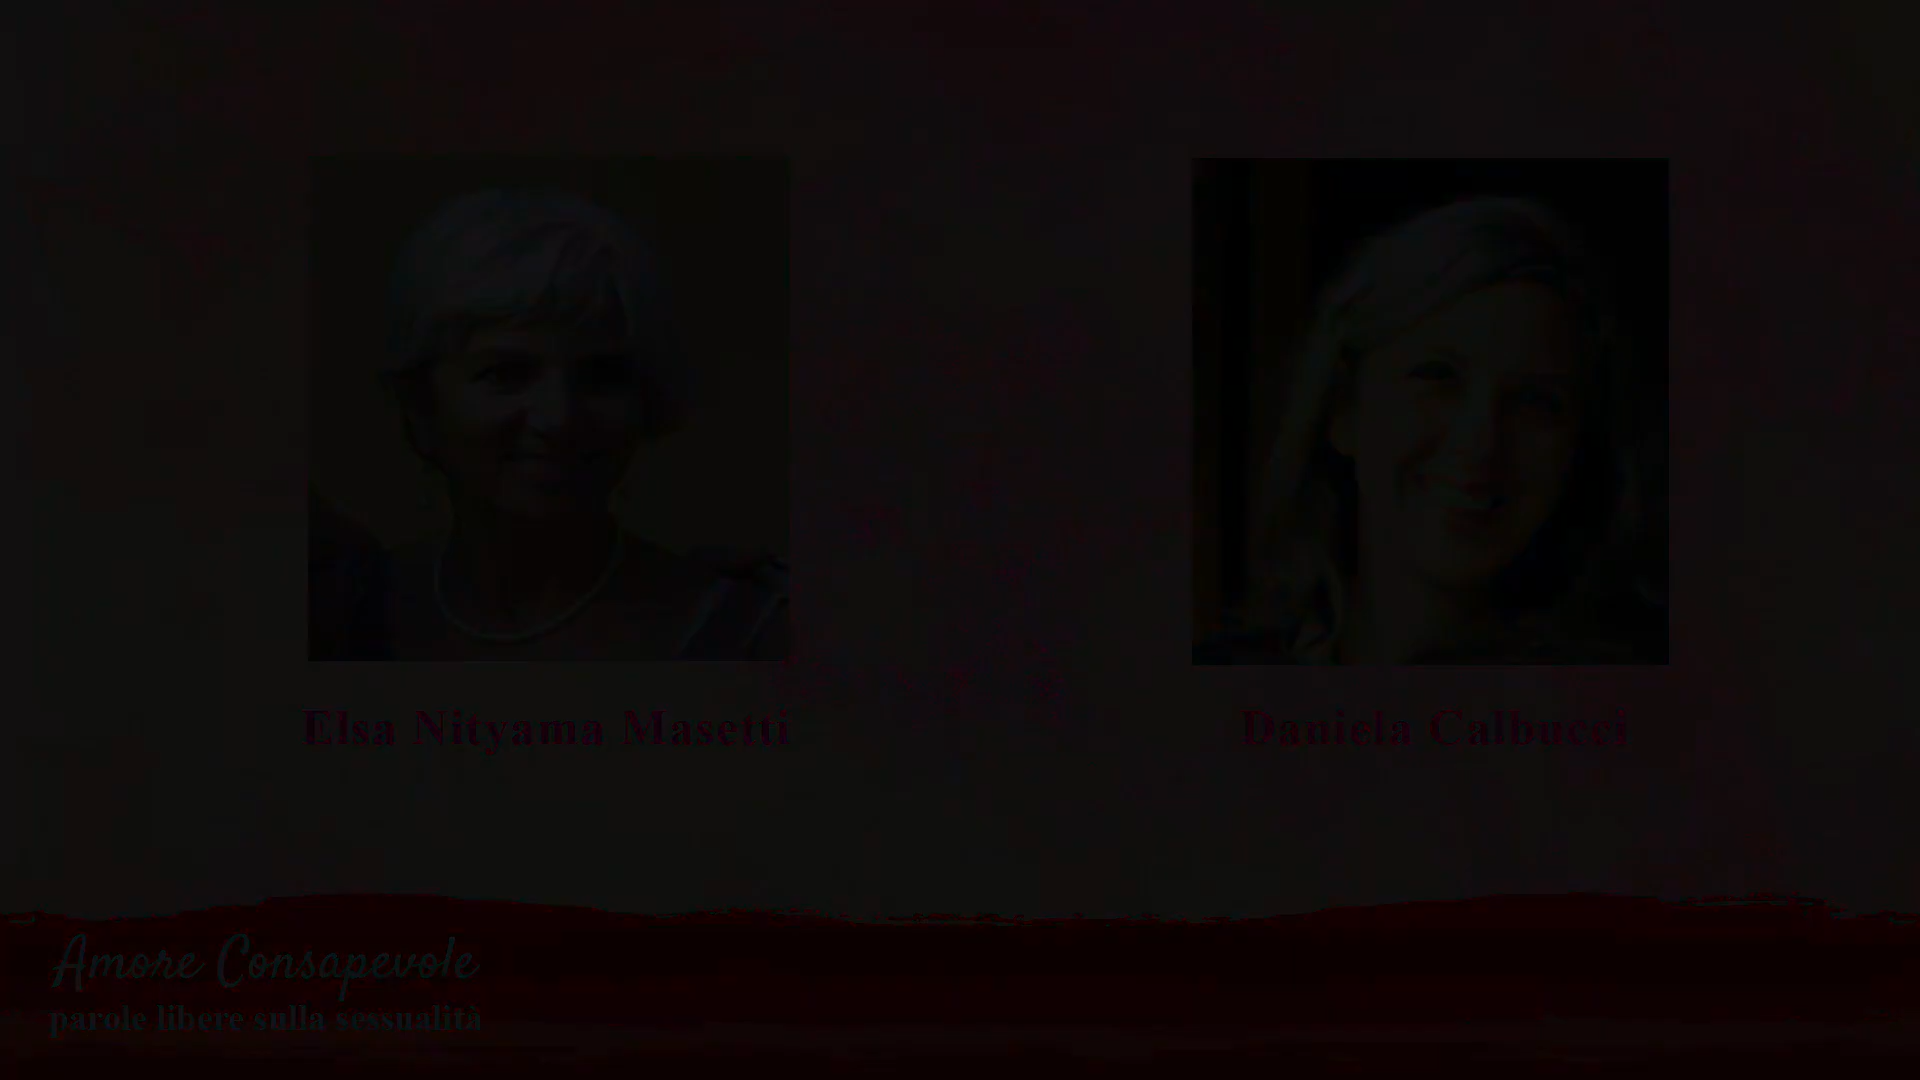 Elsa Nityama Masetti
Daniela Calbucci
Amore Consapevole
parole libere sulla sessualità